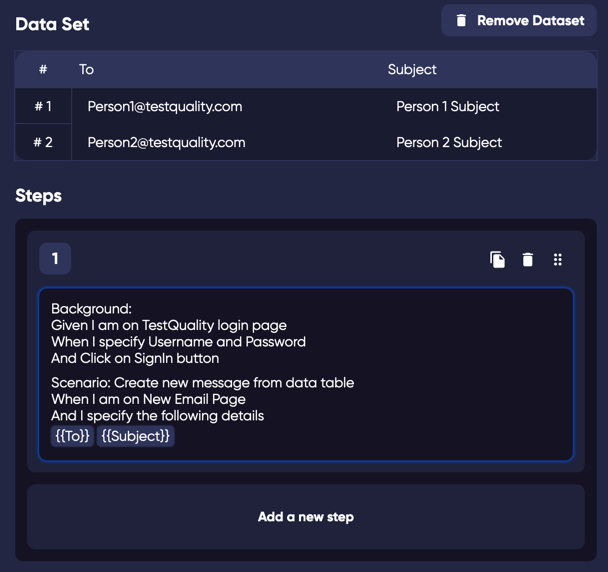 Data Set
Remove Dataset
# To Subject
# 1 Person1@testquality.com Person 1 Subject
# 2 Person2@testquality.com Person 2 Subject
Steps
1
Background:
Given I am on TestQuality login page
When I specify Username and Password
And Click on SignIn button
Scenario: Create new message from data table
When I am on New Email Page
And I specify the following details
{{To}} {{Subject}}
Add a new step